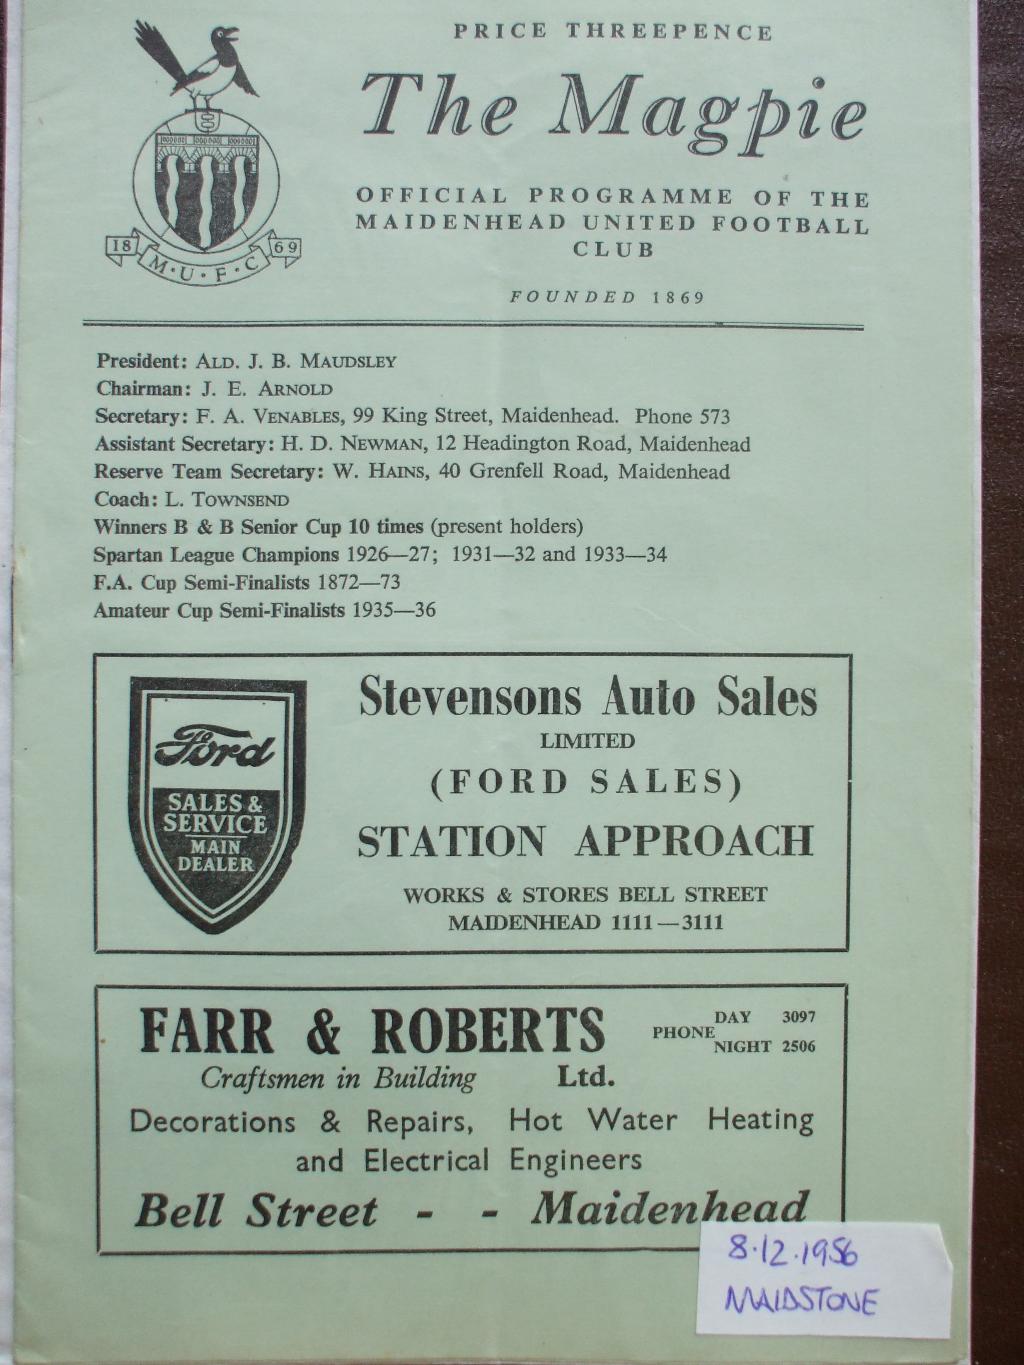 PRICE THREEPENCE
The Magpie
OFFICIAL PROGRAMME OF THE
MAIDENHEAD UNITED FOOTBALL
CLUB
FOUNDED 1869
18 69
M·U·F·C
President: ALD. J. B. MAUDSLEY
Chairman: J. E. ARNOLD
Secretary: F. A. VENABLES, 99 King Street, Maidenhead. Phone 573
Assistant Secretary: H. D. NEWMAN, 12 Headington Road, Maidenhead
Reserve Team Secretary: W. HAINS, 40 Grenfell Road, Maidenhead
Coach: L. TOWNSEND
Winners B & B Senior Cup 10 times (present holders)
Spartan League Champions 1926—27; 1931—32 and 1933—34
F.A. Cup Semi-Finalists 1872—73
Amateur Cup Semi-Finalists 1935—36
Ford
SALES &
SERVICE
MAIN
DEALER
Stevensons Auto Sales
LIMITED
(FORD SALES)
STATION APPROACH
WORKS & STORES BELL STREET
MAIDENHEAD 1111—3111
FARR & ROBERTS
PHONE DAY 3097
NIGHT 2506
Craftsmen in Building Ltd.
Decorations & Repairs, Hot Water Heating
and Electrical Engineers
Bell Street - - Maidenhead
8.12.1956
MAIDSTONE